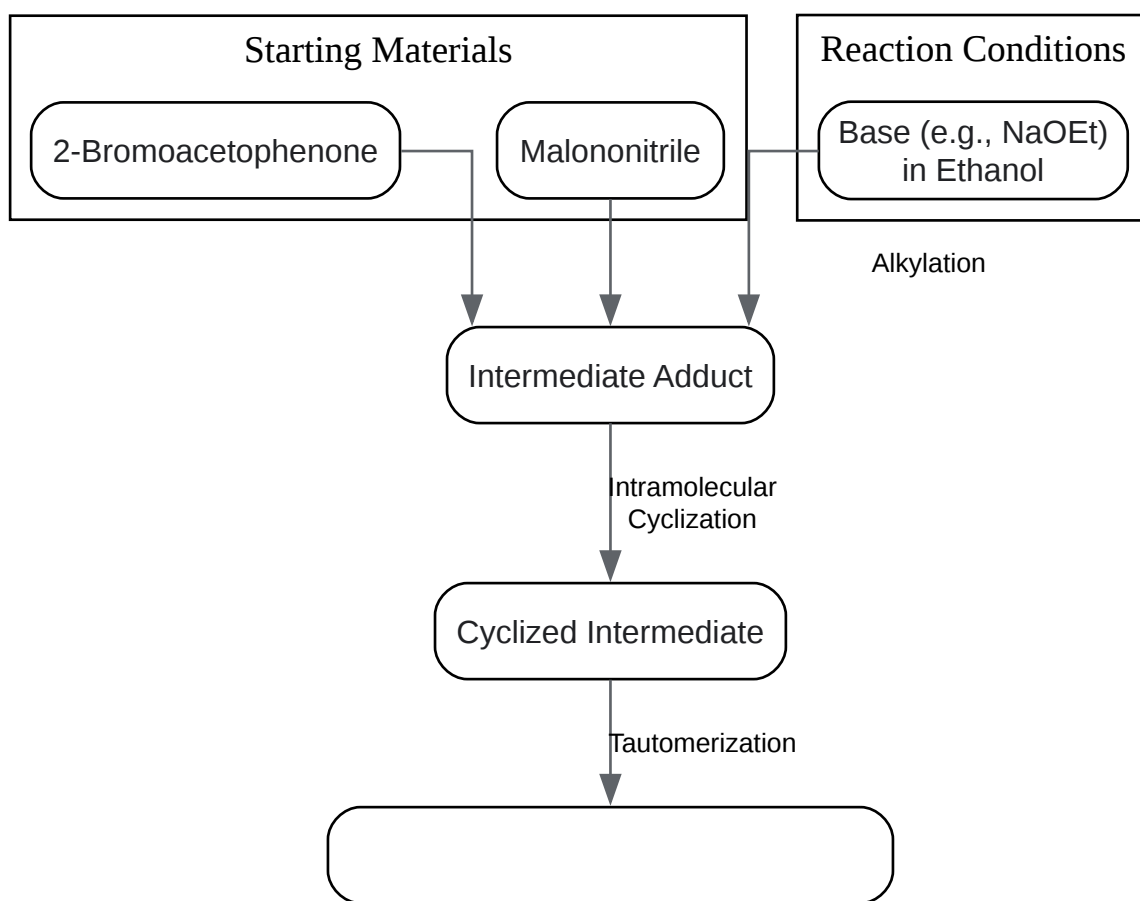 Starting Materials
Reaction Conditions
2-Bromoacetophenone
Malononitrile
Base (e.g., NaOEt)
in Ethanol
Alkylation
Intermediate Adduct
Intramolecular
Cyclization
Cyclized Intermediate
Tautomerization